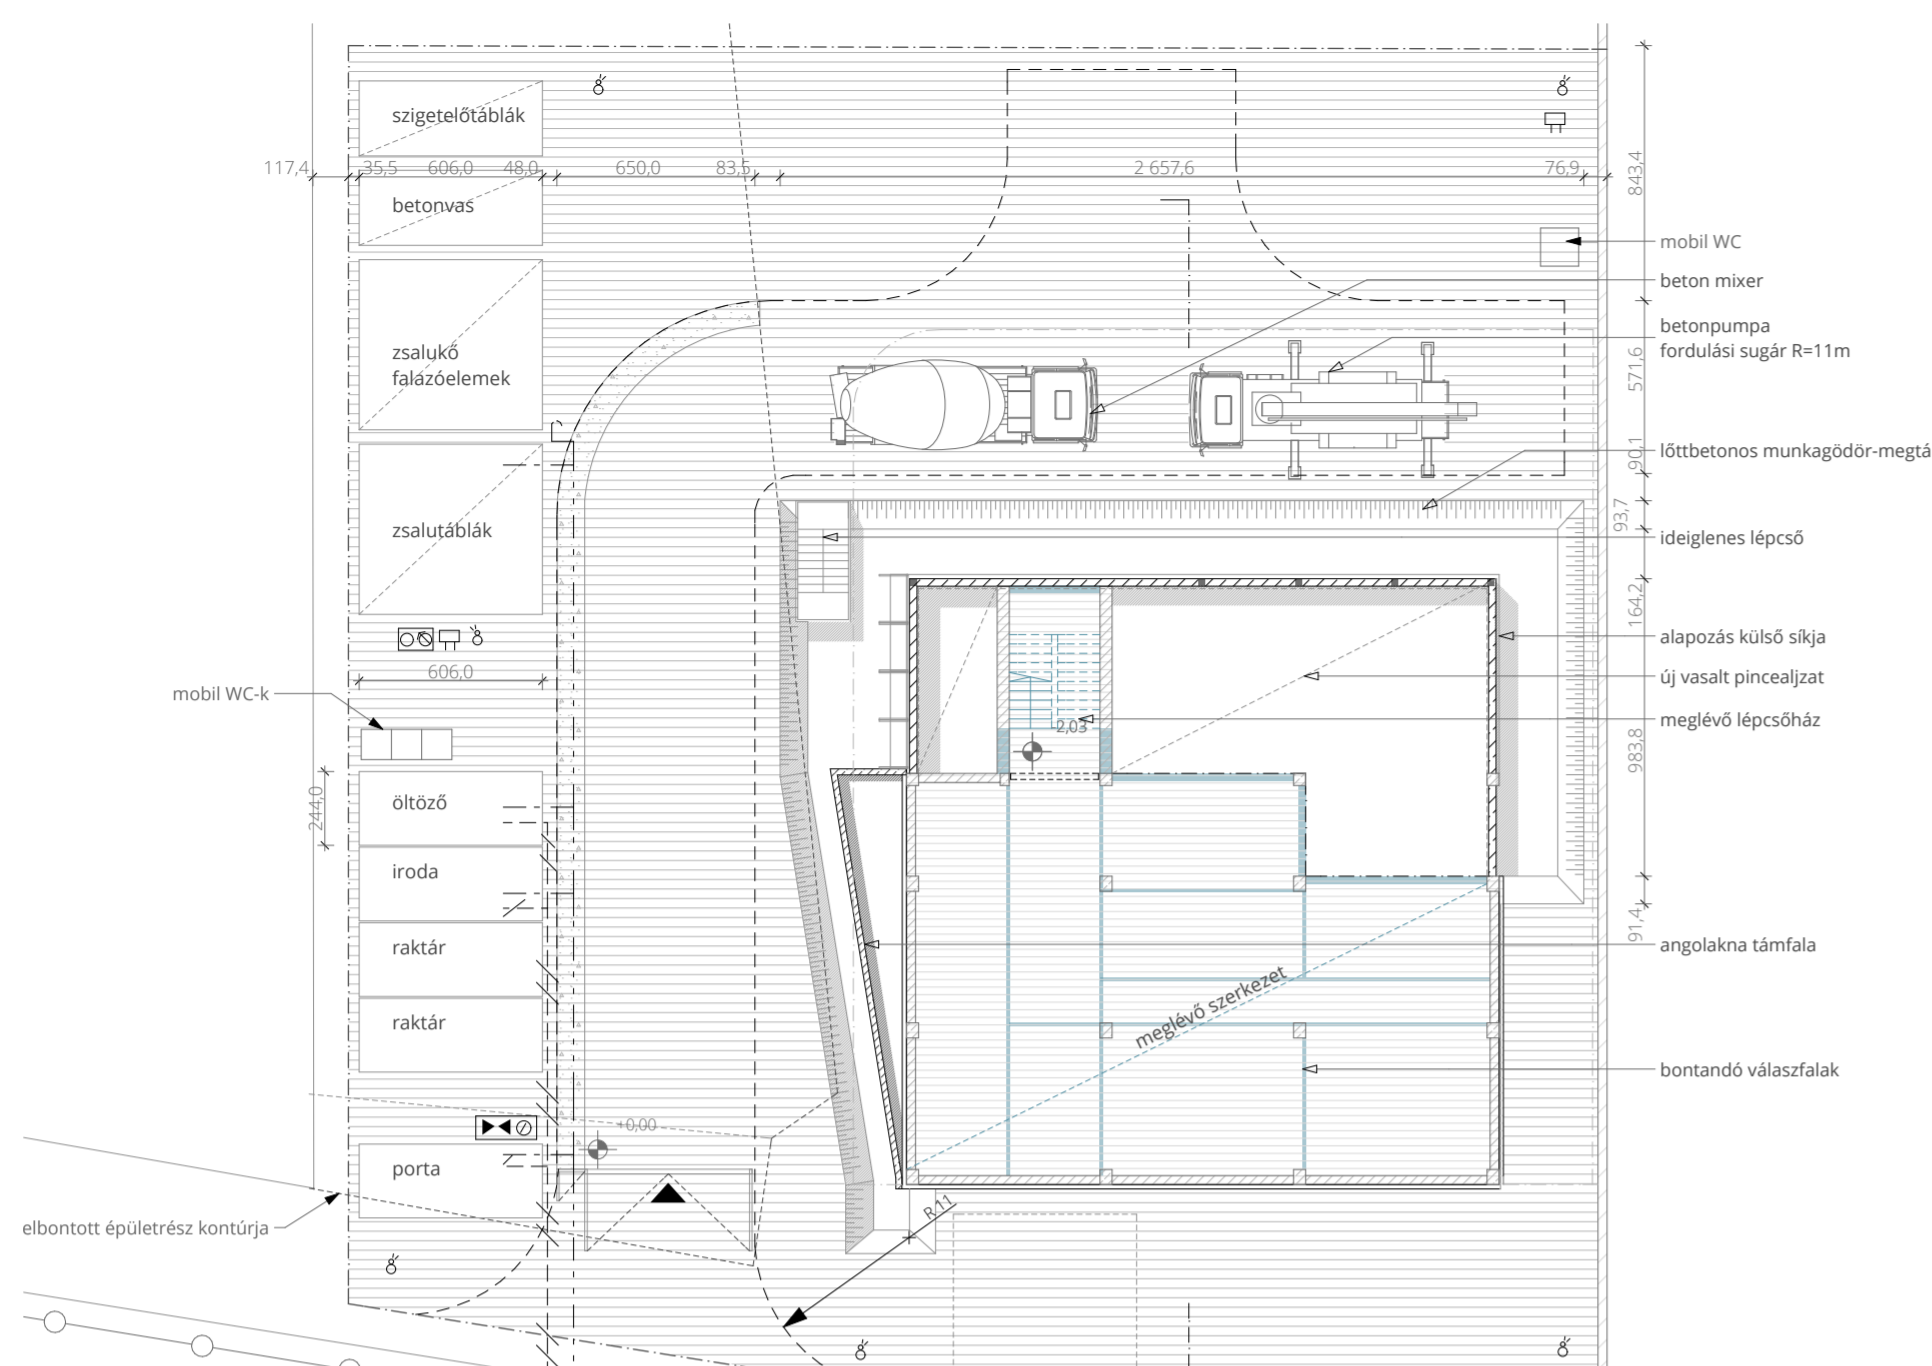 szigetelőtáblák
117,4
35,5
606,0
48,0
650,0
83,5
2 657,6
76,9
843,4
betonvas
mobil WC
beton mixer
betonpumpa
fordulási sugár R=11m
571,6
zsalukő
falazóelemek
90,1
lőttbetonos munkagödör-megtá
93,7
zsalutáblák
ideiglenes lépcső
164,2
alapozás külső síkja
606,0
új vasalt pincealjzat
mobil WC-k
meglévő lépcsőház
2,03
983,8
öltöző
244,0
iroda
91,4
raktár
angolakna támfala
meglévő szerkezet
raktár
bontandó válaszfalak
±0,00
porta
R 11
elbontott épületrész kontúrja